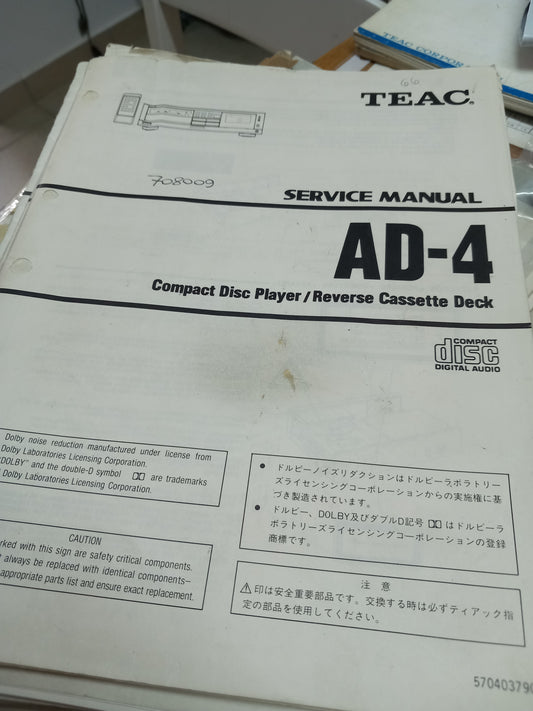 TEAC CORPOR
66
TEAC®
708009
SERVICE MANUAL
AD-4
Compact Disc Player/Reverse Cassette Deck
COMPACT
disc
DIGITAL AUDIO
Dolby noise reduction manufactured under license from
Dolby Laboratories Licensing Corporation.
"DOLBY" and the double-D symbol are trademarks
Dolby Laboratories Licensing Corporation.
● ドルビーノイズリダクションはドルビーラボラトリー
ズライセンシングコーポレーションからの実施権に基
づき製造されています。
● ドルビー、DOLBY及びダブルD記号 は ドルビーラ
ボラトリーズライセンシングコーポレーションの登録
商標です。
CAUTION
rked with this sign are safety critical components.
always be replaced with identical components–
appropriate parts list and ensure exact replacement.
注 意
⚠印は安全重要部品です。交換する時は必ずティアック指
定の部品を使用してください。
570403790